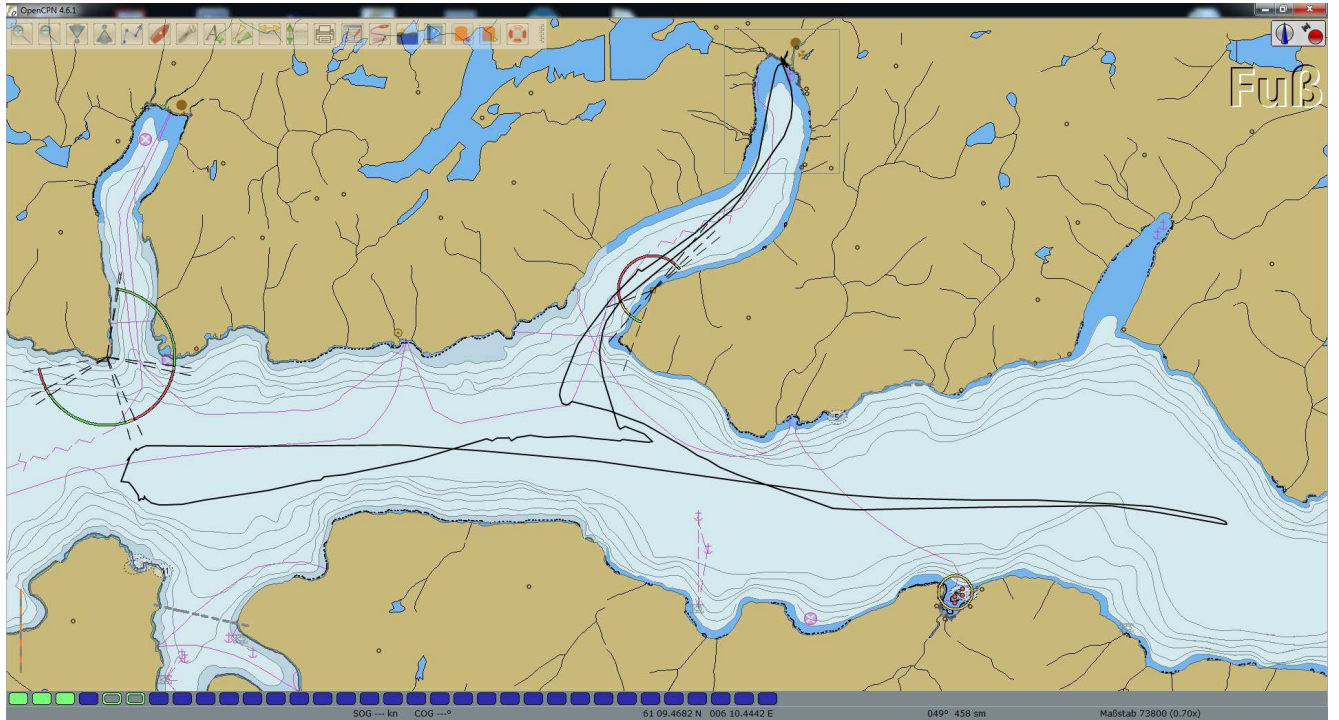 OpenCPN 4.6.1
Fuß
SOG --- kn COG ---° 61 09.4682 N 006 10.4442 E 049° 458 sm Maßstab 73800 (0.70x)